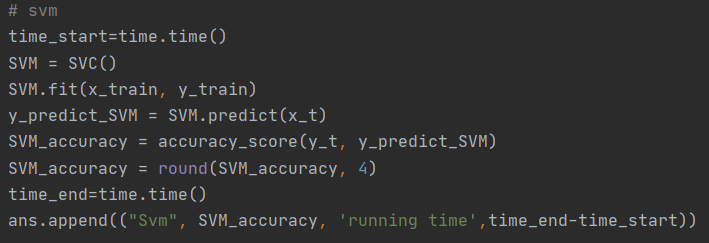 # svm
time_start=time.time()
SVM = SVC()
SVM.fit(x_train, y_train)
y_predict_SVM = SVM.predict(x_t)
SVM_accuracy = accuracy_score(y_t, y_predict_SVM)
SVM_accuracy = round(SVM_accuracy, 4)
time_end=time.time()
ans.append(("Svm", SVM_accuracy, 'running time',time_end-time_start))